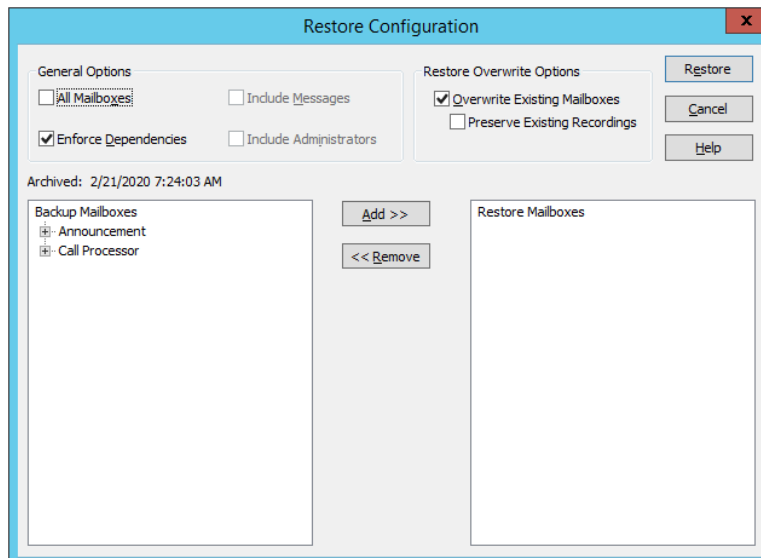 Restore Configuration
x
General Options
All Mailboxes
Include Messages
Enforce Dependencies
Include Administrators
Restore Overwrite Options
Overwrite Existing Mailboxes
Preserve Existing Recordings
Restore
Cancel
Help
Archived: 2/21/2020 7:24:03 AM
Backup Mailboxes
Announcement
Call Processor
Add >>
<< Remove
Restore Mailboxes